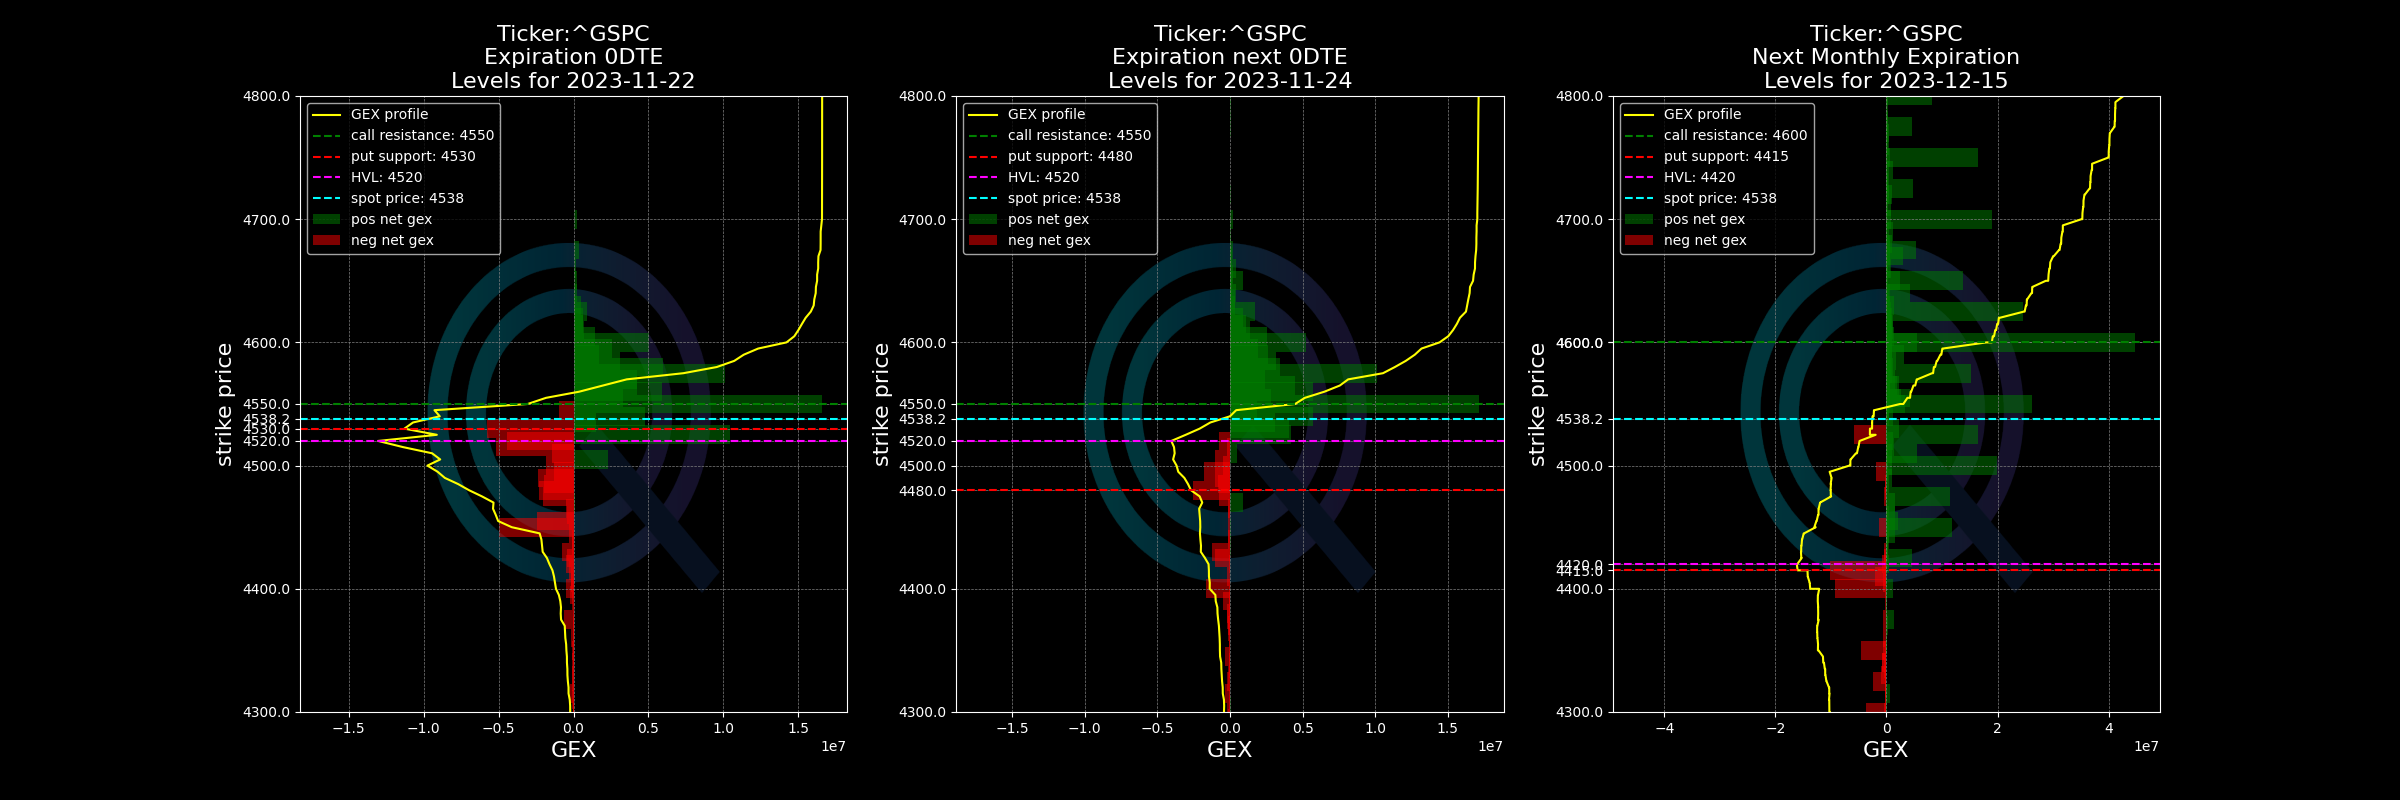 Ticker:^GSPC
Expiration 0DTE
Levels for 2023-11-22
GEX profile
call resistance: 4550
put support: 4530
HVL: 4520
spot price: 4538
pos net gex
neg net gex
strike price
4800.0
4700.0
4600.0
4550.0
4538.2
4530.0
4520.0
4500.0
4400.0
4300.0
−1.5 −1.0 −0.5 0.0 0.5 1.0 1.5
1e7
GEX
Ticker:^GSPC
Expiration next 0DTE
Levels for 2023-11-24
GEX profile
call resistance: 4550
put support: 4480
HVL: 4520
spot price: 4538
pos net gex
neg net gex
strike price
4800.0
4700.0
4600.0
4550.0
4538.2
4520.0
4500.0
4480.0
4400.0
4300.0
−1.5 −1.0 −0.5 0.0 0.5 1.0 1.5
1e7
GEX
Ticker:^GSPC
Next Monthly Expiration
Levels for 2023-12-15
GEX profile
call resistance: 4600
put support: 4415
HVL: 4420
spot price: 4538
pos net gex
neg net gex
strike price
4800.0
4700.0
4600.0
4538.2
4500.0
4420.0
4415.0
4400.0
4300.0
−4 −2 0 2 4
1e7
GEX